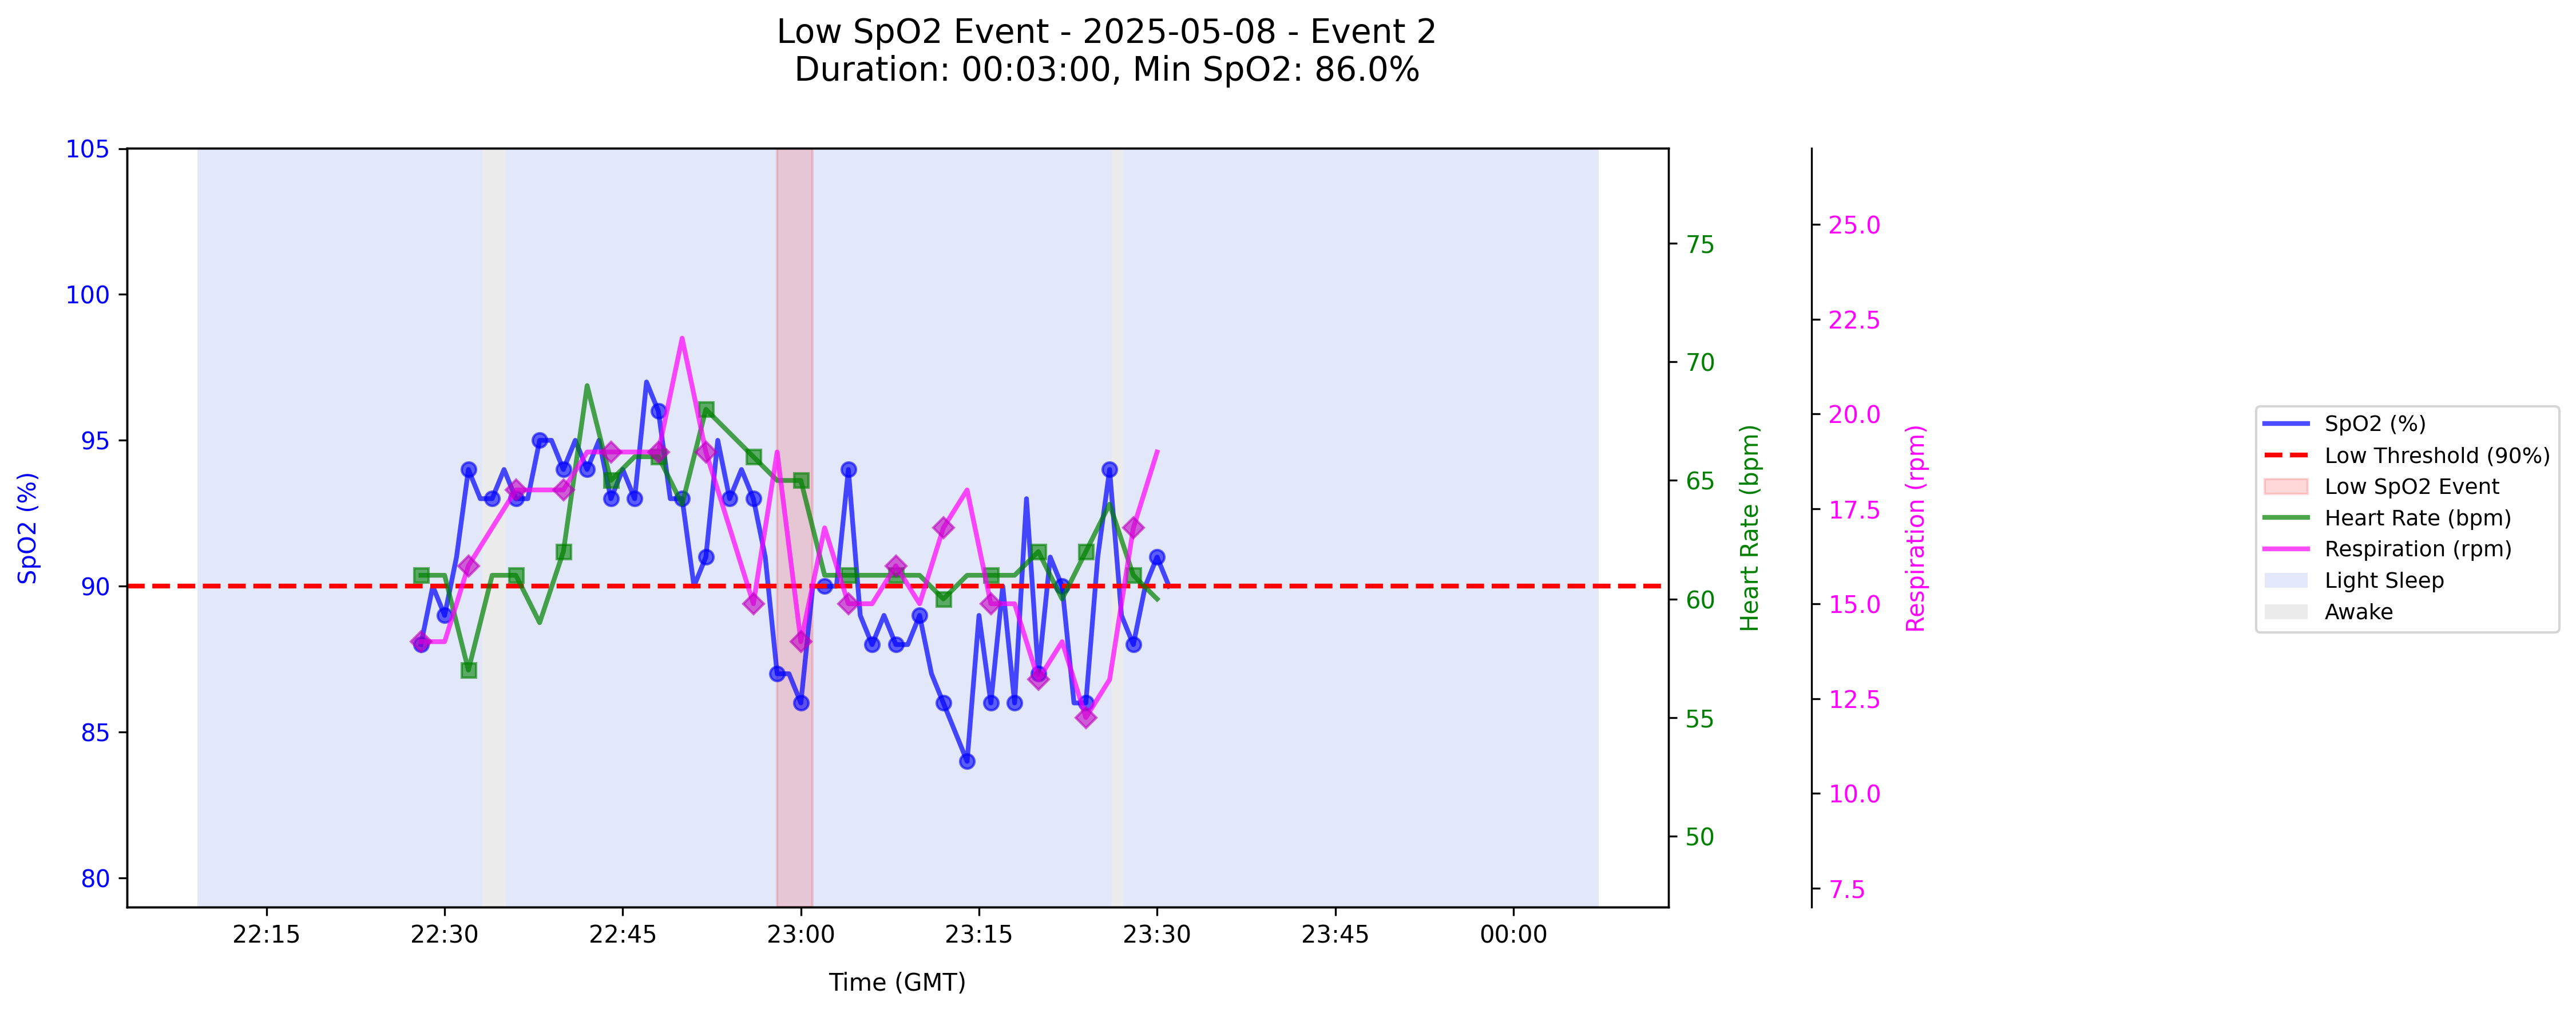 Low SpO2 Event - 2025-05-08 - Event 2
Duration: 00:03:00, Min SpO2: 86.0%
105
100
95
90
85
80
SpO2 (%)
22:15
22:30
22:45
23:00
23:15
23:30
23:45
00:00
Time (GMT)
75
70
65
60
55
50
Heart Rate (bpm)
25.0
22.5
20.0
17.5
15.0
12.5
10.0
7.5
Respiration (rpm)
SpO2 (%)
Low Threshold (90%)
Low SpO2 Event
Heart Rate (bpm)
Respiration (rpm)
Light Sleep
Awake